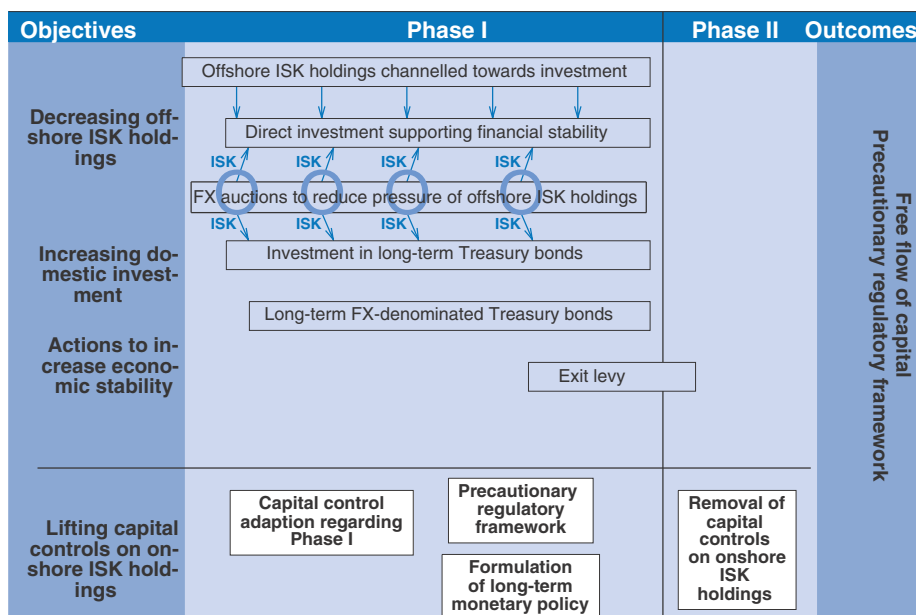 Objectives
Phase I
Phase II
Outcomes
Offshore ISK holdings channelled towards investment
Decreasing off-
shore ISK hold-
ings
Direct investment supporting financial stability
ISK
ISK
ISK
ISK
FX auctions to reduce pressure of offshore ISK holdings
ISK
ISK
ISK
ISK
Increasing do-
mestic invest-
ment
Investment in long-term Treasury bonds
Long-term FX-denominated Treasury bonds
Actions to in-
crease econo-
mic stability
Exit levy
Free flow of capital
Precautionary regulatory framework
Lifting capital
controls on on-
shore ISK hold-
ings
Capital control
adaption regarding
Phase I
Precautionary
regulatory
framework
Formulation
of long-term
monetary policy
Removal of
capital
controls
on onshore
ISK
holdings